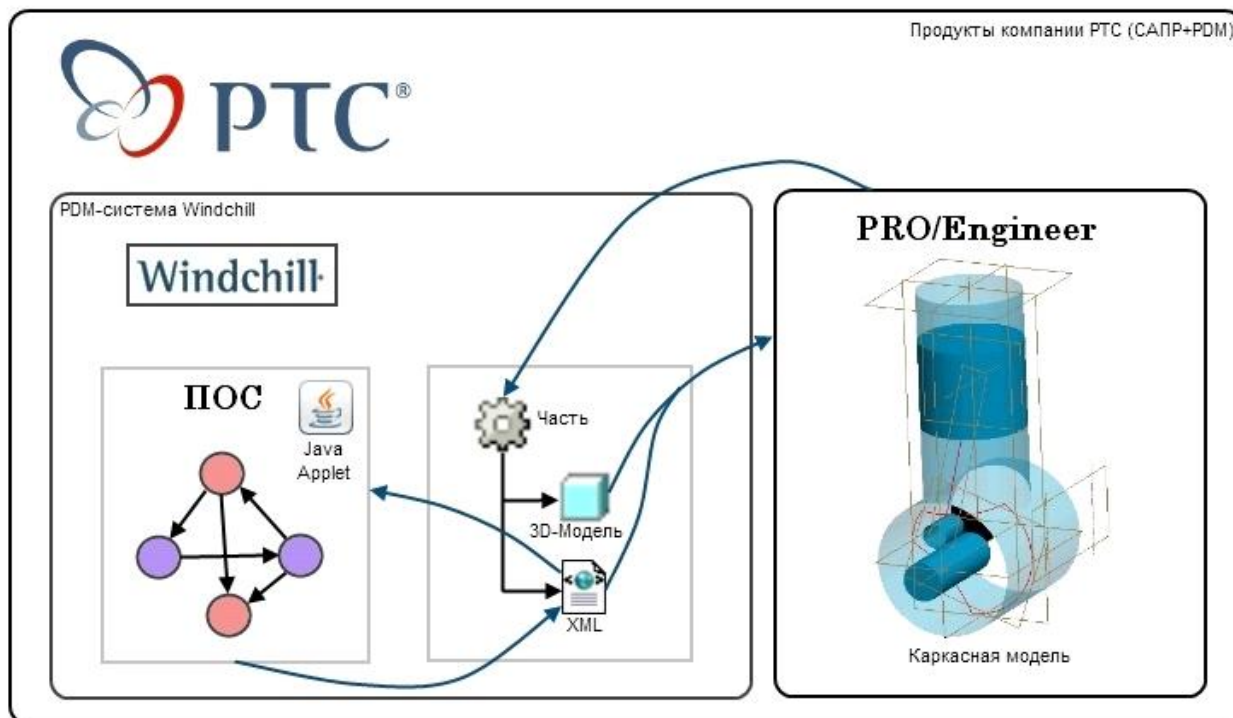 Продукты компании PTC (САПР+PDM)
PTC®
PDM-система Windchill
Windchill
PRO/Engineer
ПОС
Java
Applet
Часть
3D-Модель
XML
Каркасная модель